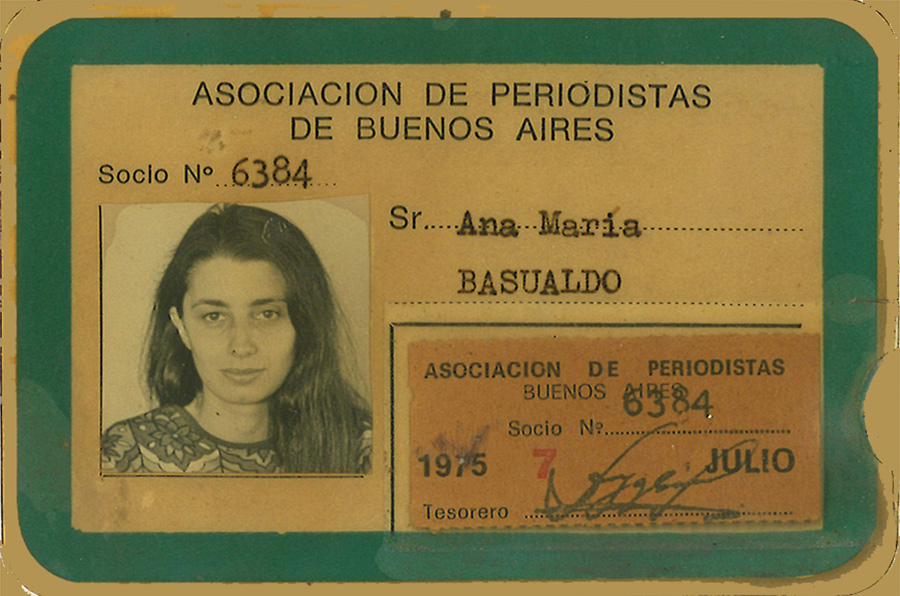 ASOCIACION DE PERIODISTAS
DE BUENOS AIRES
Socio Nº 6384
Sr. Ana María
BASUALDO
ASOCIACION DE PERIODISTAS
BUENOS AIRES
6384
Socio Nº
1975 7 JULIO
Tesorero